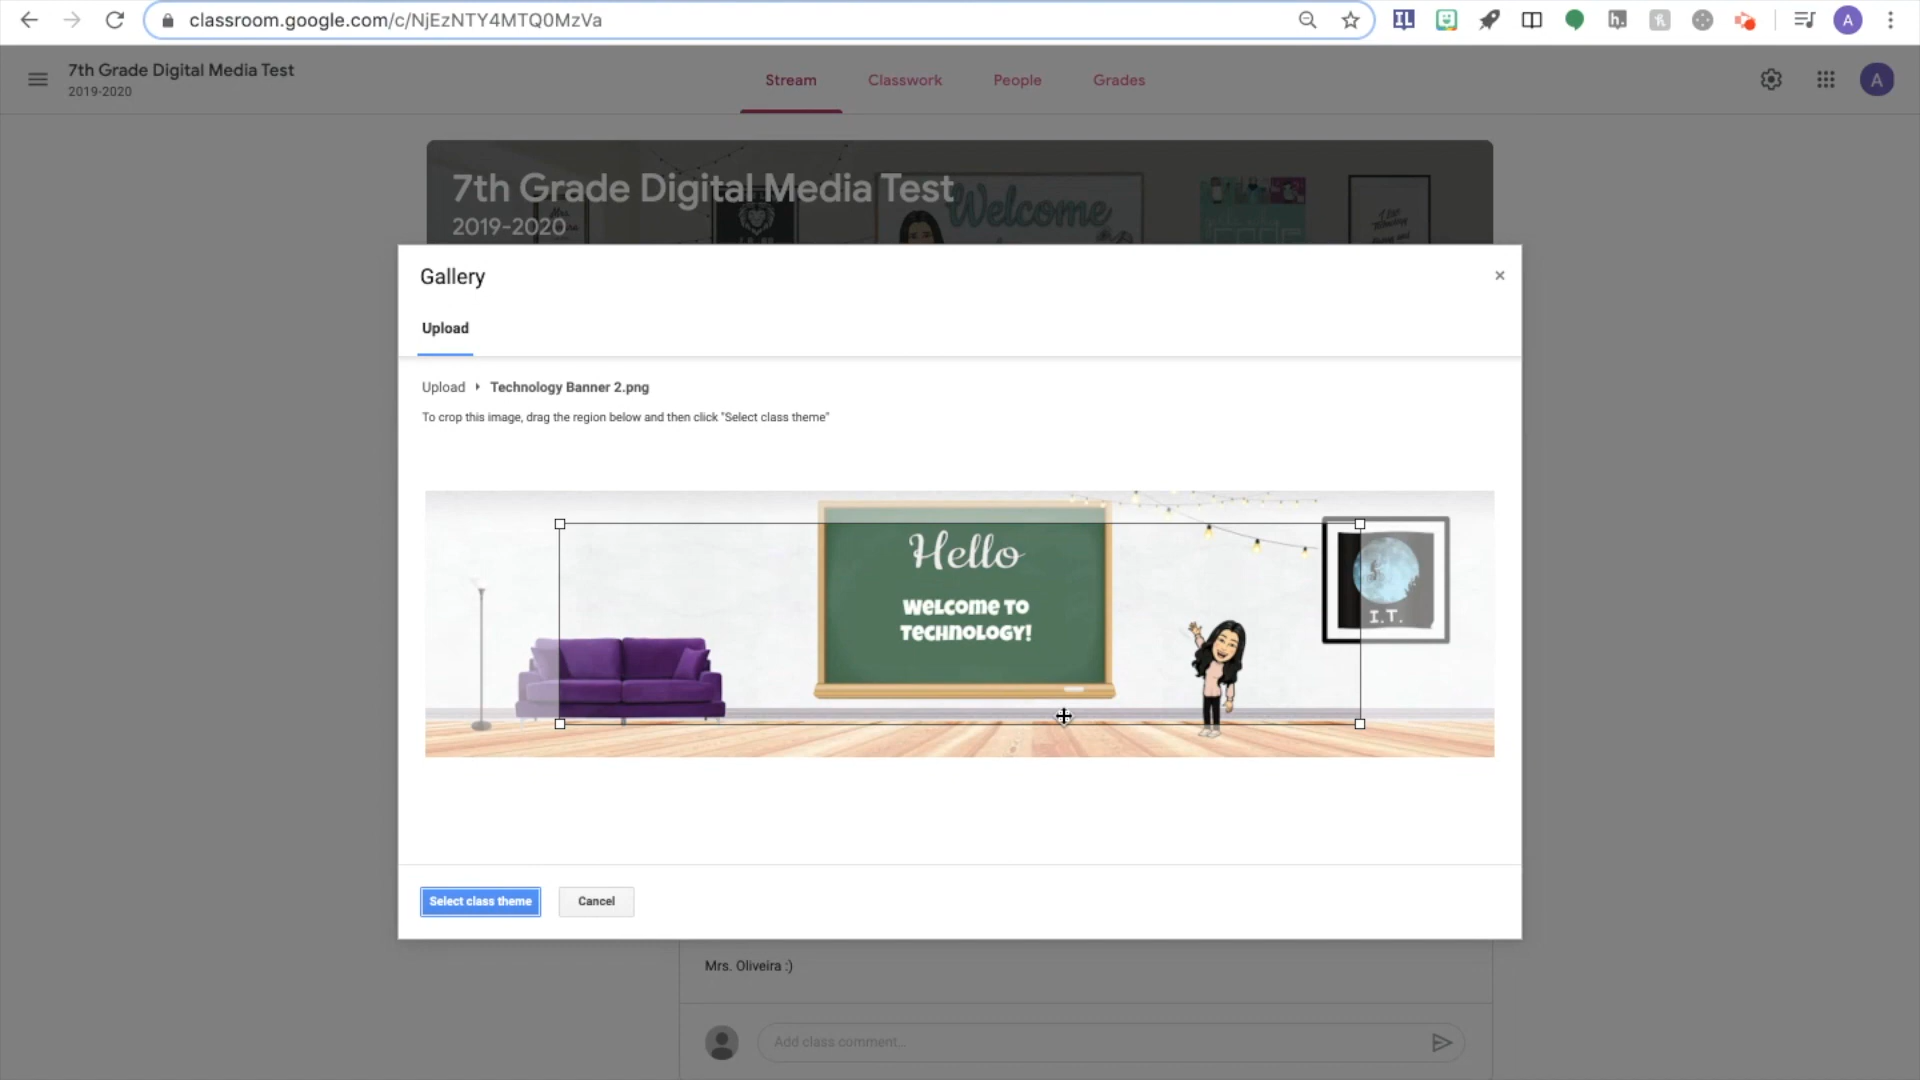 classroom.google.com/c/NjEzNTY4MTQ0MzVa
IL
h.
A
7th Grade Digital Media Test
2019-2020
Stream
Classwork
People
Grades
A
7th Grade Digital Media Test
2019-2020
Welcome
code
Gallery
×
Upload
Upload
Technology Banner 2.png
To crop this image, drag the region below and then click "Select class theme"
Hello
Welcome to
Technology!
I.T.
Select class theme
Cancel
Mrs. Oliveira :)
Add class comment...